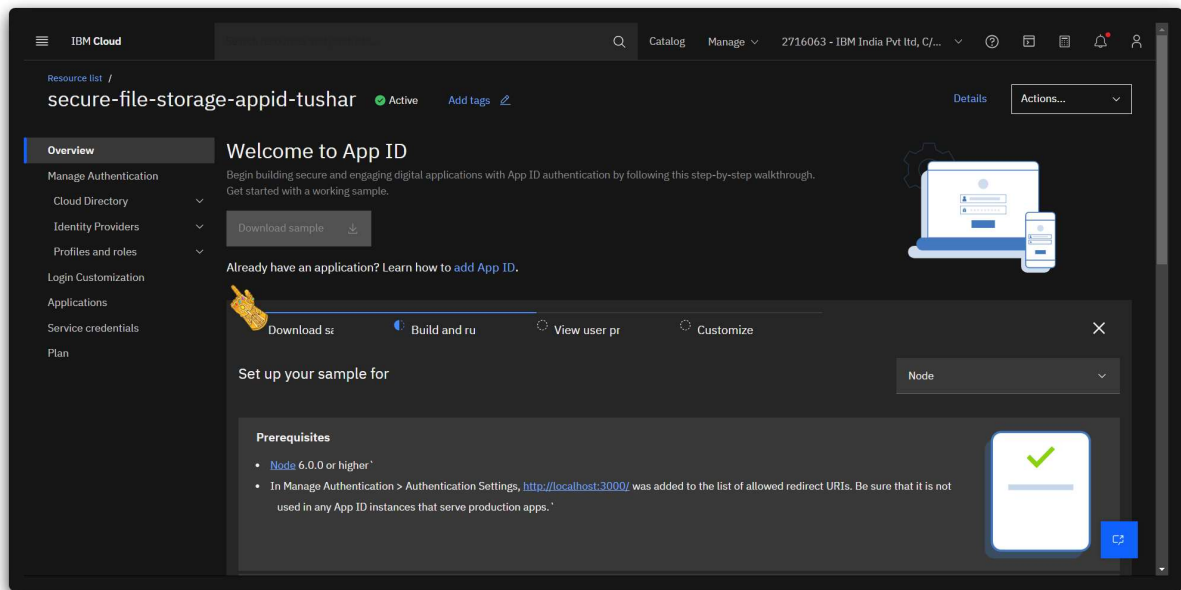 IBM Cloud
Catalog
Manage
2716063 - IBM India Pvt ltd, C/...
Resource list /
secure-file-storage-appid-tushar
Active
Add tags
Details
Actions...
Overview
Manage Authentication
Cloud Directory
Identity Providers
Profiles and roles
Login Customization
Applications
Service credentials
Plan
Welcome to App ID
Begin building secure and engaging digital applications with App ID authentication by following this step-by-step walkthrough.
Get started with a working sample.
Download sample
Already have an application? Learn how to add App ID.
Download sa
Build and ru
View user pr
Customize
Set up your sample for
Node
Prerequisites
• Node 6.0.0 or higher`
• In Manage Authentication > Authentication Settings, http://localhost:3000/ was added to the list of allowed redirect URIs. Be sure that it is not
used in any App ID instances that serve production apps.`